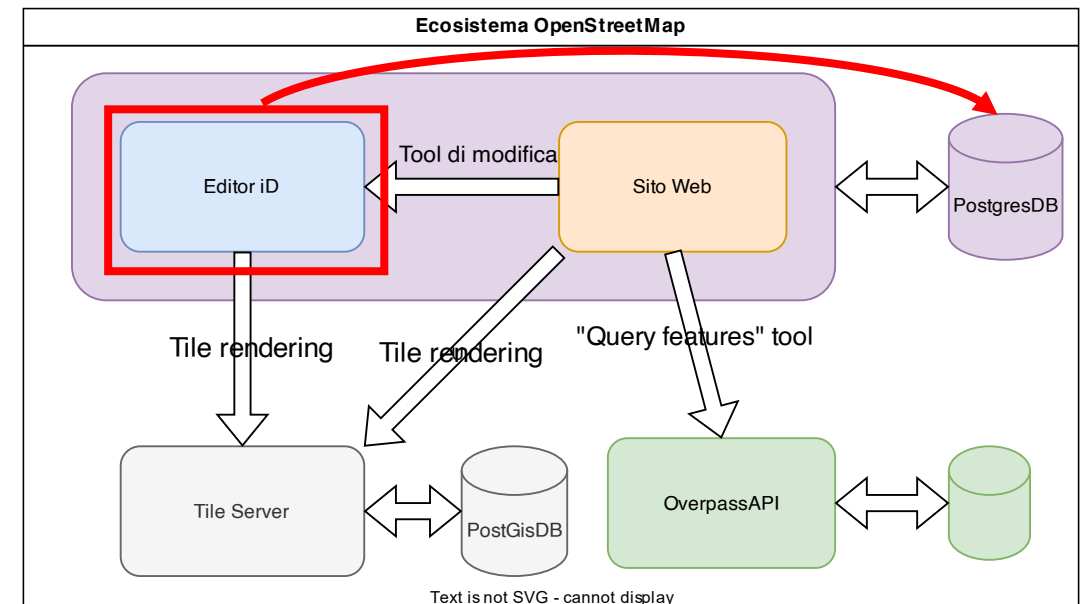 Ecosistema OpenStreetMap
Tool di modifica
Editor iD
Sito Web
PostgresDB
Tile rendering
Tile rendering
"Query features" tool
Tile Server
PostGisDB
OverpassAPI
Text is not SVG - cannot display